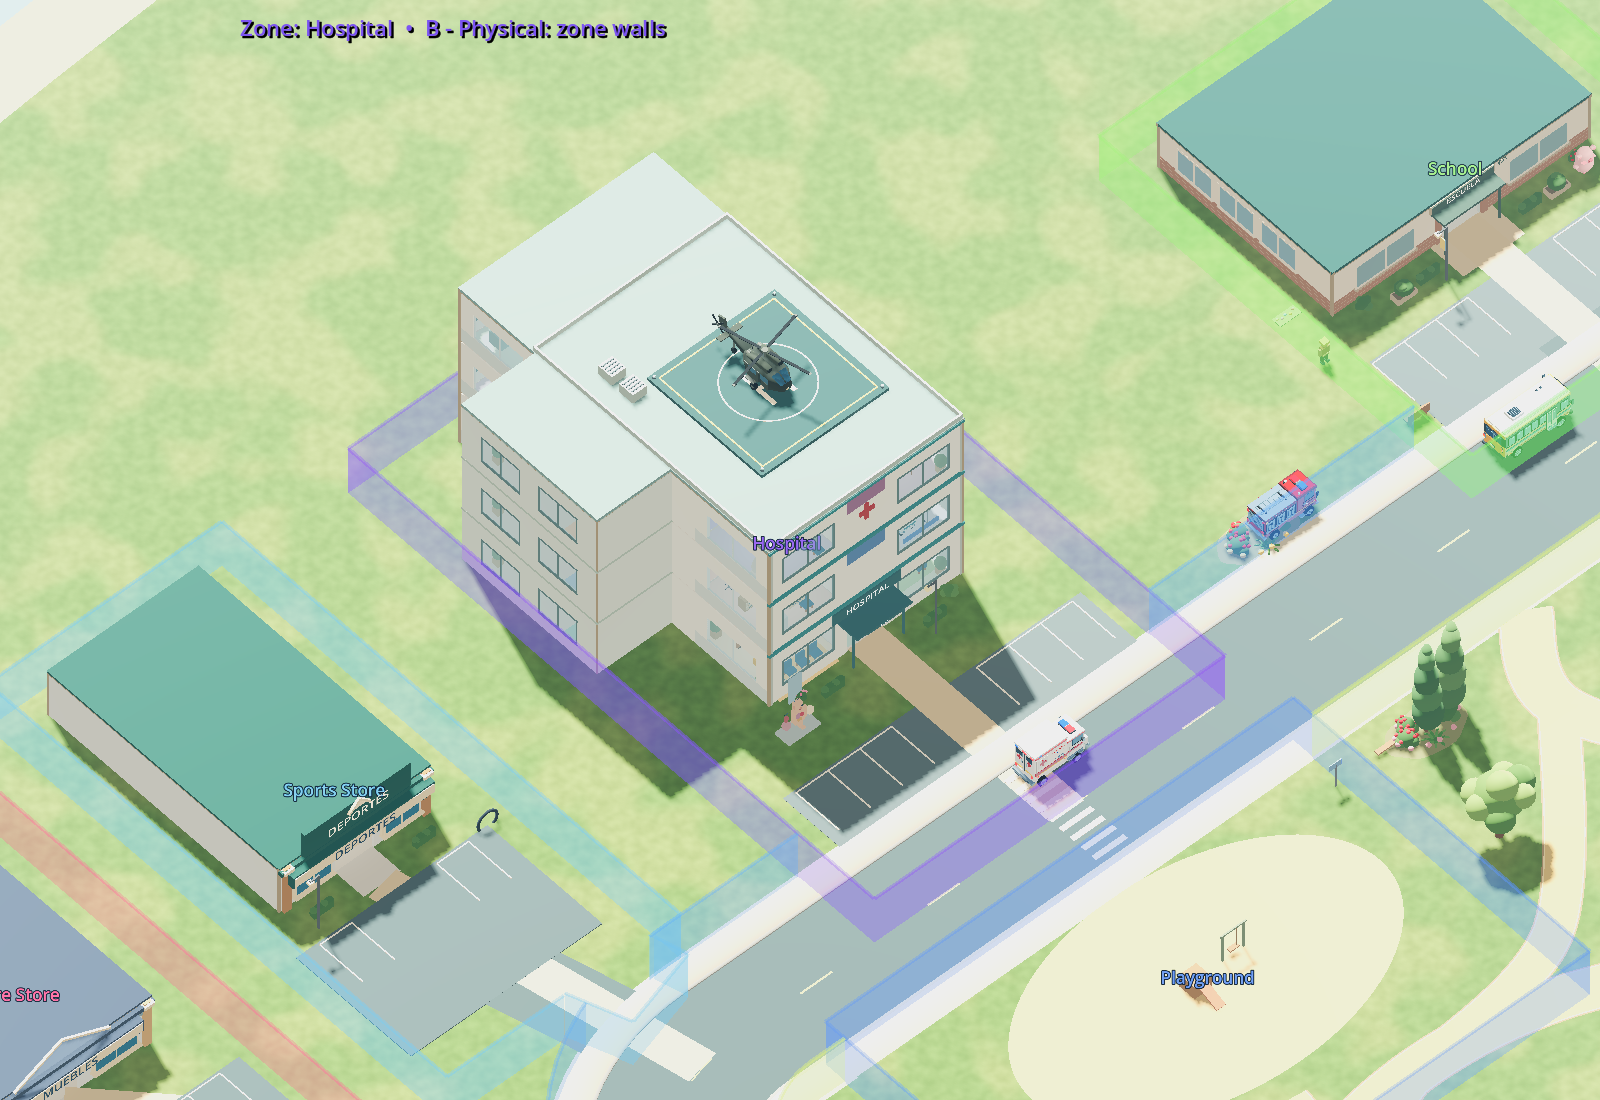 Zone: Hospital • B - Physical: zone walls
School
ESCUELA
Hospital
HOSPITAL
Sports Store
DEPORTES
DEPORTES
Playground
re Store
MUEBLES